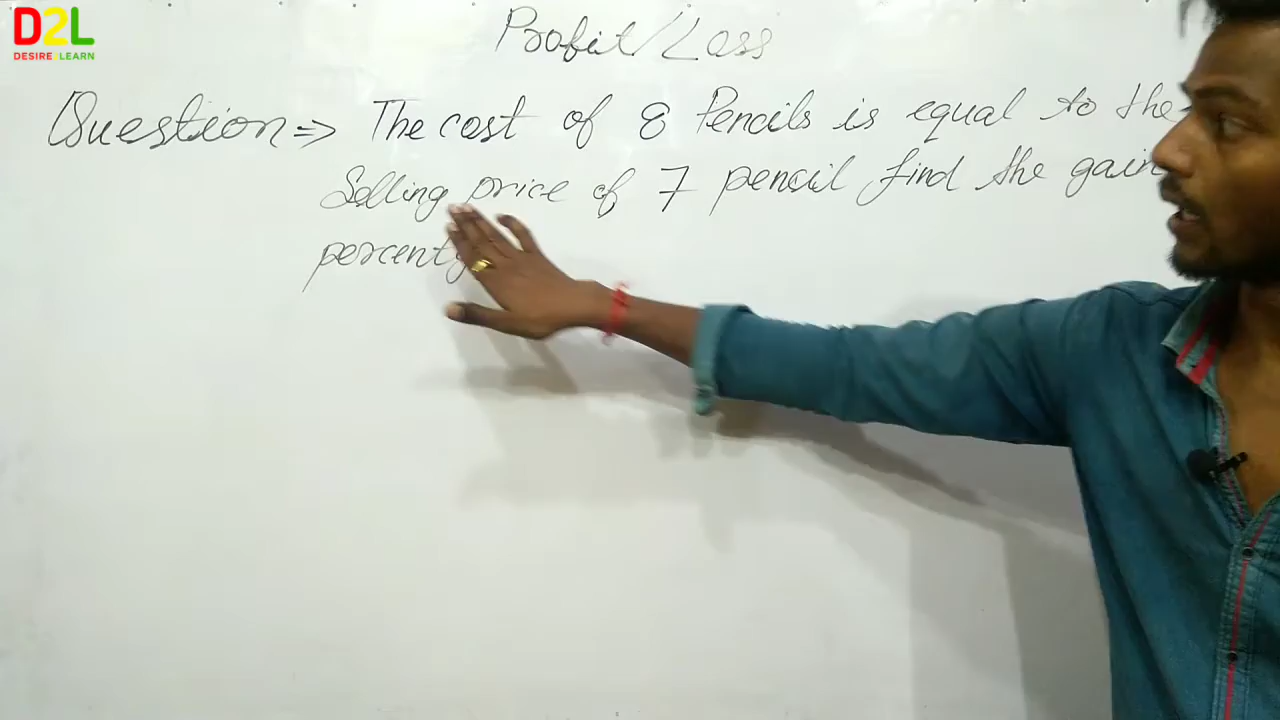 D2L
DESIRE 2 LEARN
Profit/Loss
Question => The cost of 8 Pencils is equal to the
Selling price of 7 pencil find the gain
percent